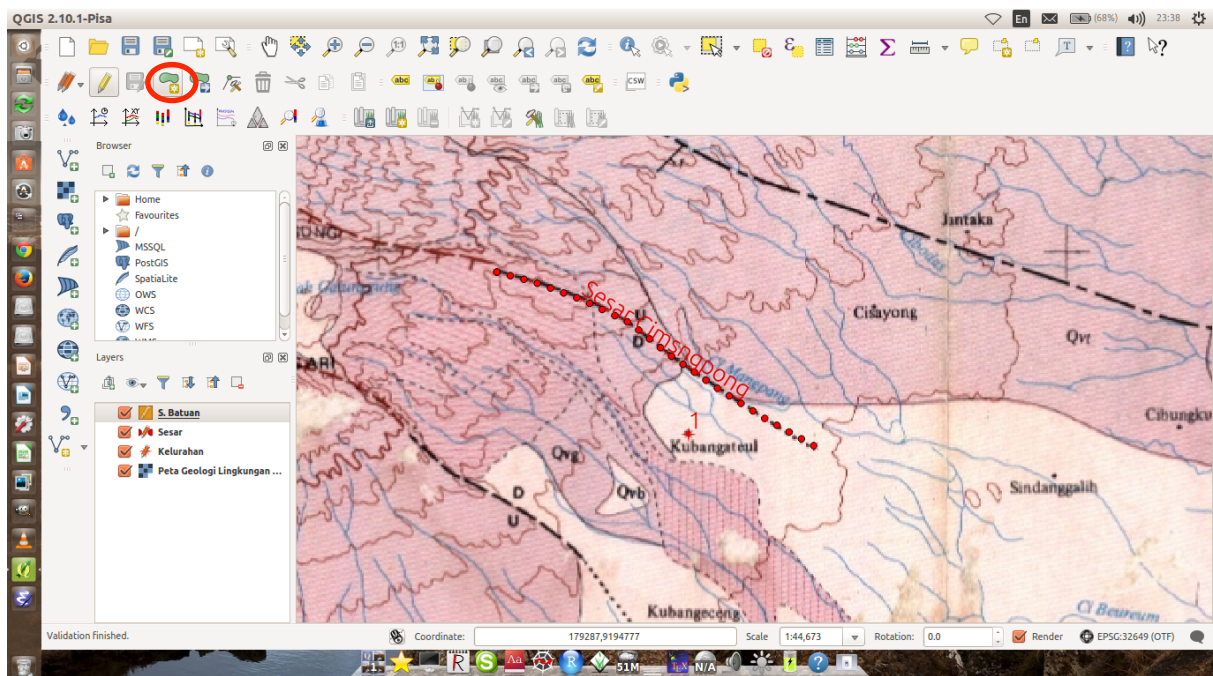 QGIS 2.10.1-Pisa
En
(68%)
23:38
Browser
Home
Favourites
/
MSSQL
PostGIS
SpatiaLite
OWS
WCS
WFS
Layers
S. Batuan
Sesar
Kelurahan
Peta Geologi Lingkungan ...
Jantaka
Cisayong
Qvt
Cibungku
U
D
Sesar Cimsngpong
1
Kubangateul
Qvg
Qvb
D
U
Sindanggalih
Kubangeceng
Ci Beureum
Validation finished.
Coordinate:
179287,9194777
Scale
1:44,673
Rotation:
0.0
Render
EPSG:32649 (OTF)
51M
N/A